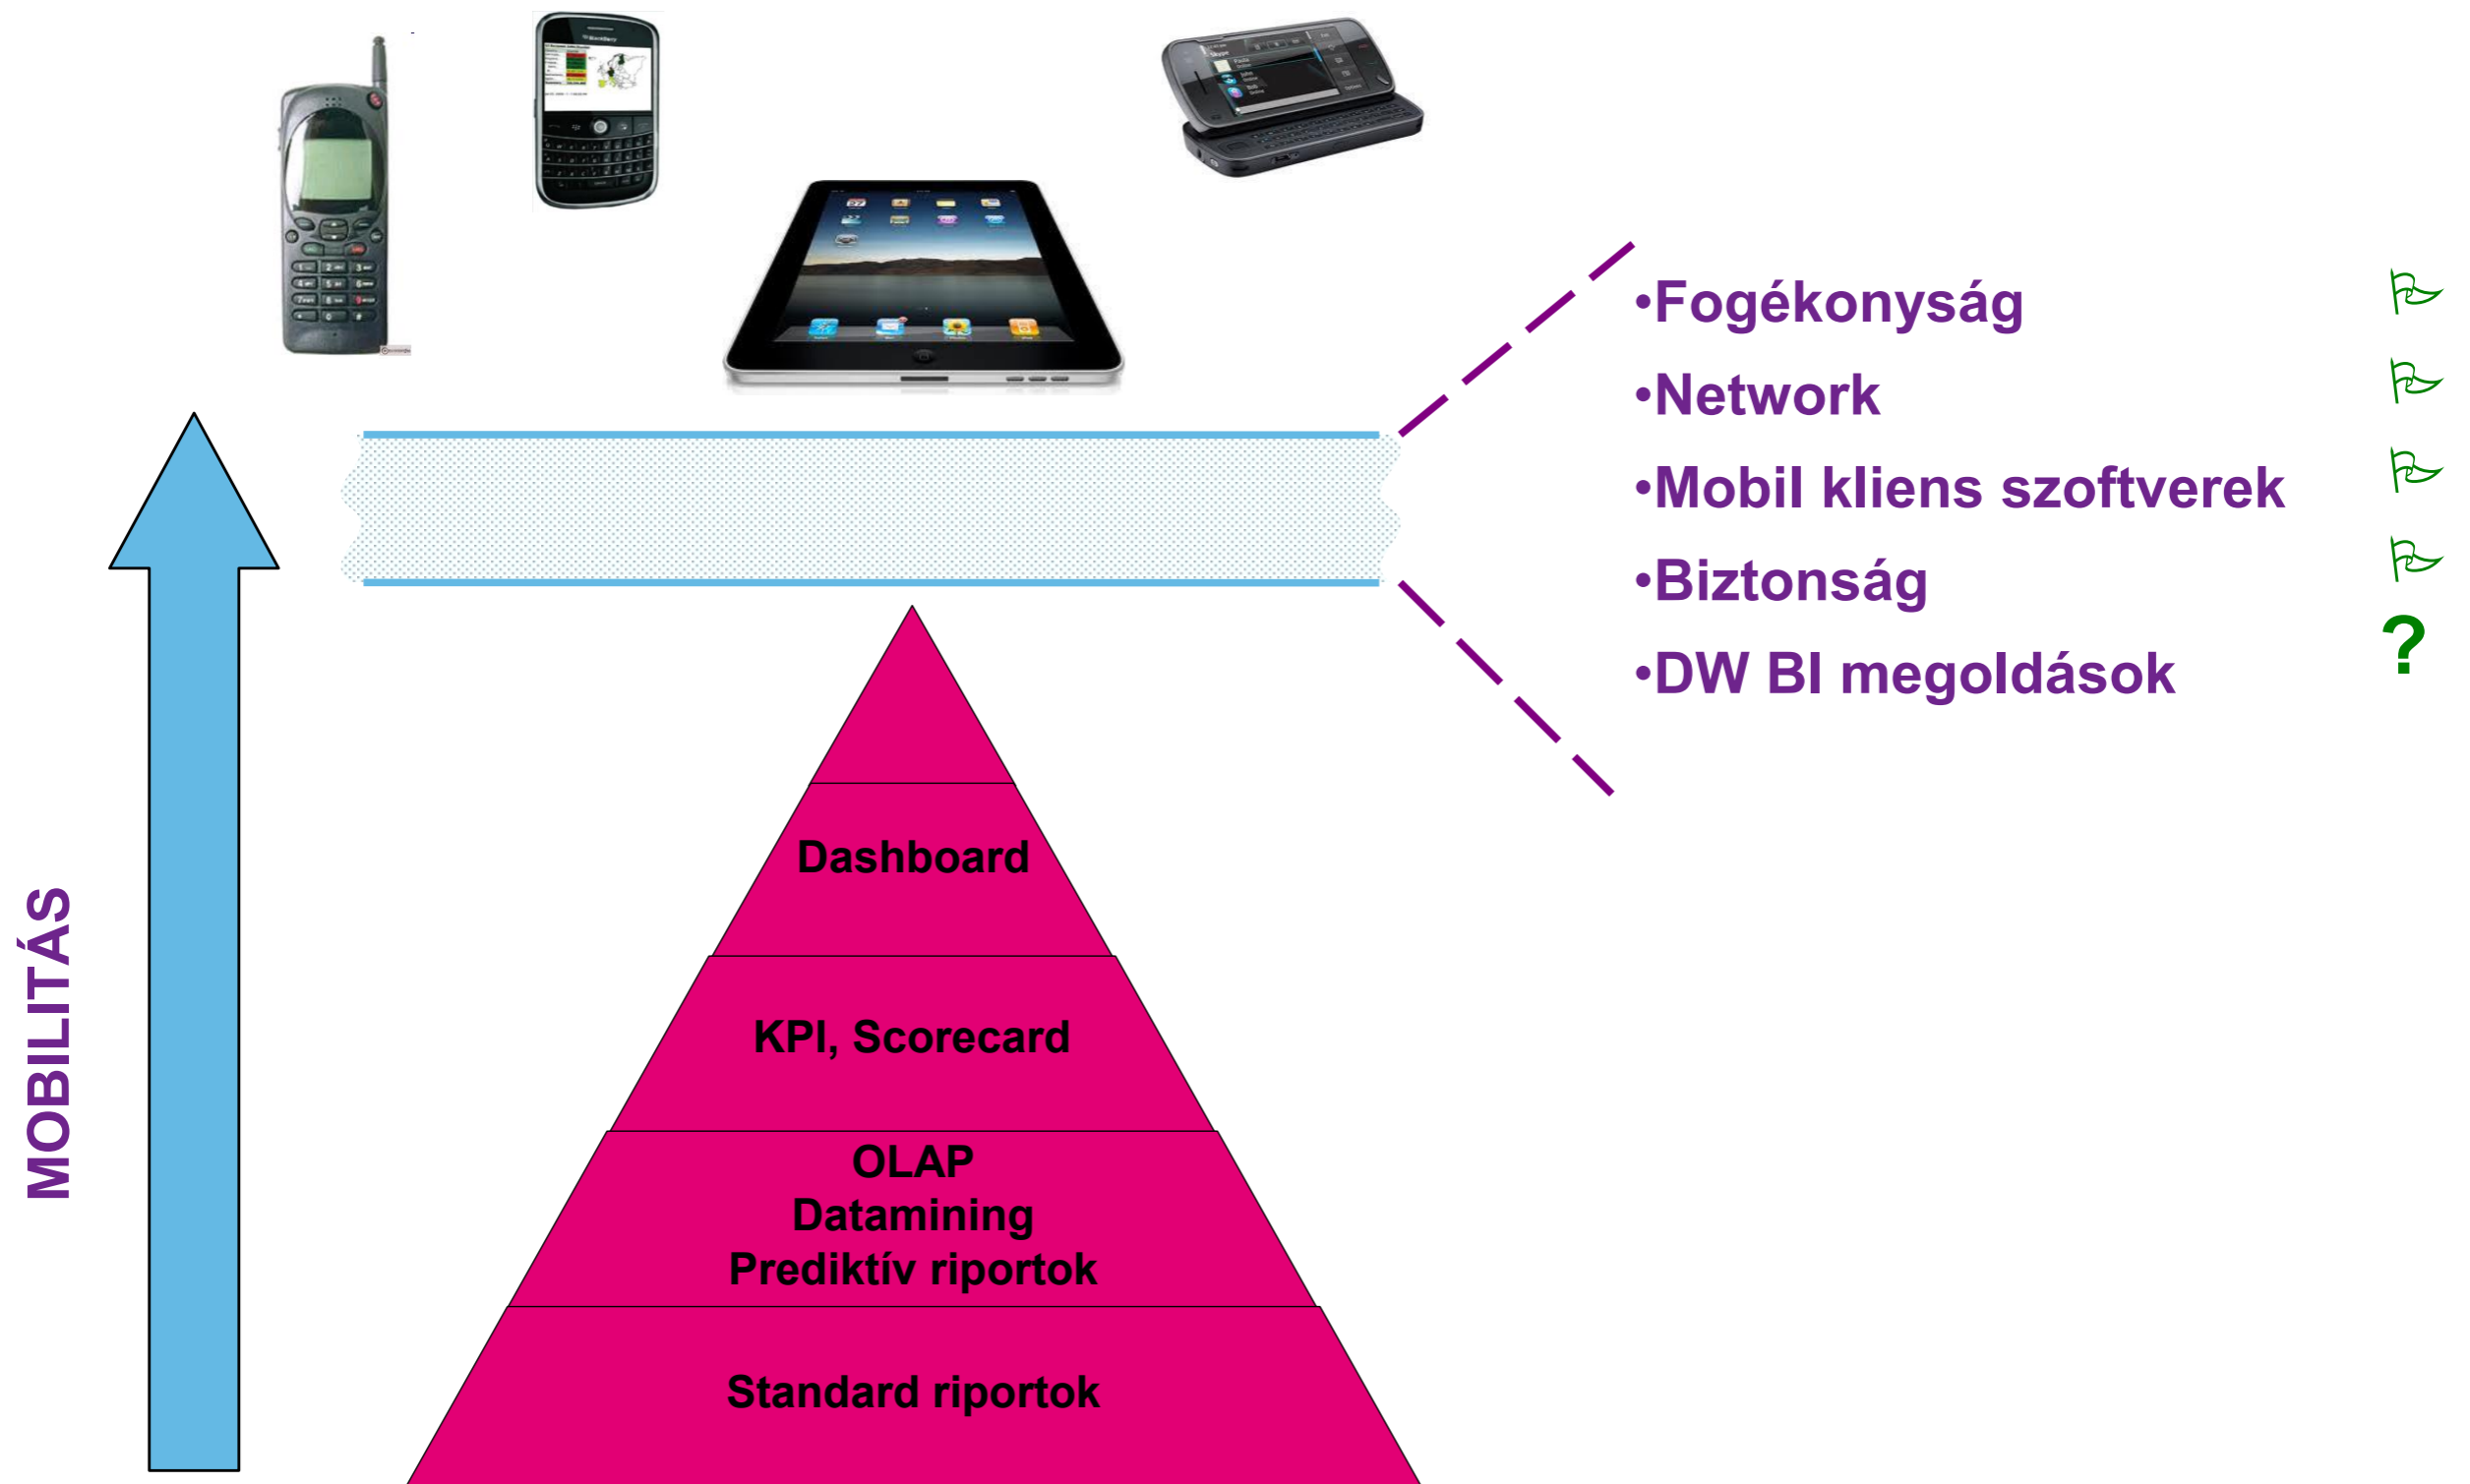 •Fogékonyság
•Network
•Mobil kliens szoftverek
•Biztonság
?
•DW BI megoldások
MOBILITÁS
Dashboard
KPI, Scorecard
OLAP
Datamining
Prediktív riportok
Standard riportok